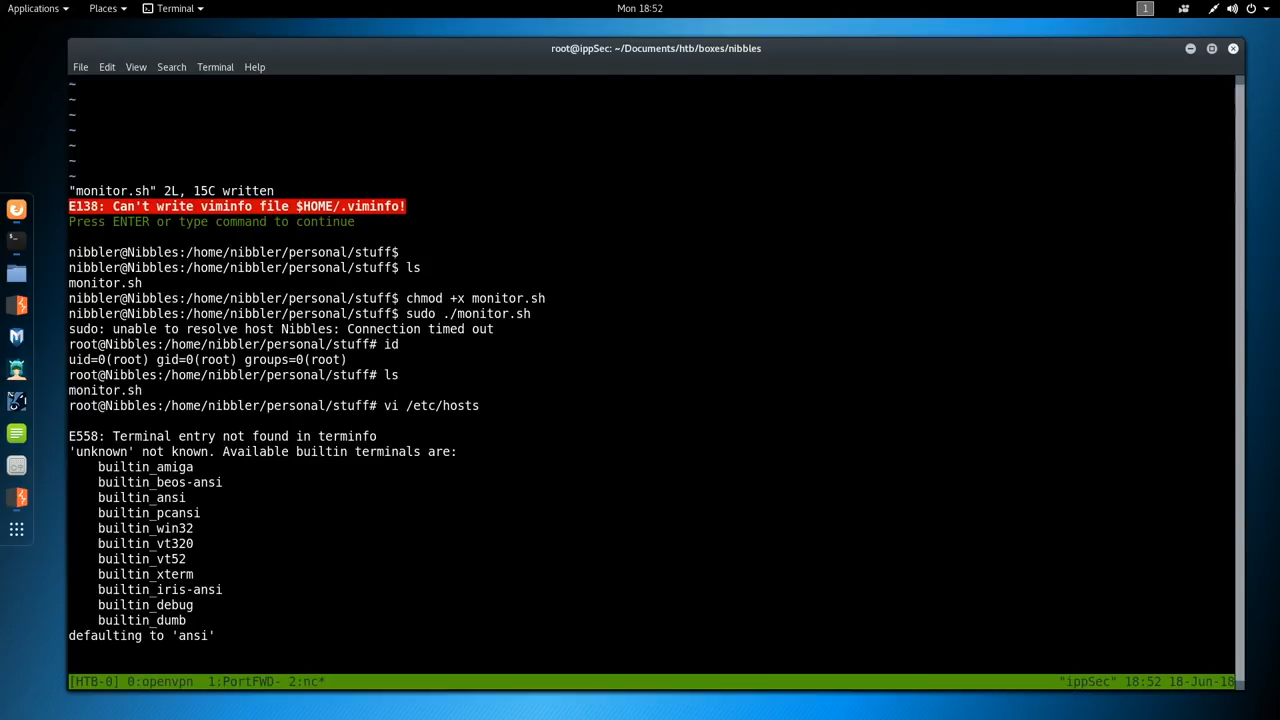 Applications Places Terminal Mon 18:52 1
root@ippSec: ~/Documents/htb/boxes/nibbles
File Edit View Search Terminal Help
~
~
~
~
~
~
~
"monitor.sh" 2L, 15C written
E138: Can't write viminfo file $HOME/.viminfo!
Press ENTER or type command to continue
nibbler@Nibbles:/home/nibbler/personal/stuff$
nibbler@Nibbles:/home/nibbler/personal/stuff$ ls
monitor.sh
nibbler@Nibbles:/home/nibbler/personal/stuff$ chmod +x monitor.sh
nibbler@Nibbles:/home/nibbler/personal/stuff$ sudo ./monitor.sh
sudo: unable to resolve host Nibbles: Connection timed out
root@Nibbles:/home/nibbler/personal/stuff# id
uid=0(root) gid=0(root) groups=0(root)
root@Nibbles:/home/nibbler/personal/stuff# ls
monitor.sh
root@Nibbles:/home/nibbler/personal/stuff# vi /etc/hosts
E558: Terminal entry not found in terminfo
'unknown' not known. Available builtin terminals are:
builtin_amiga
builtin_beos-ansi
builtin_ansi
builtin_pcansi
builtin_win32
builtin_vt320
builtin_vt52
builtin_xterm
builtin_iris-ansi
builtin_debug
builtin_dumb
defaulting to 'ansi'
[HTB-0] 0:openvpn 1:PortFWD- 2:nc* "ippSec" 18:52 18-Jun-18